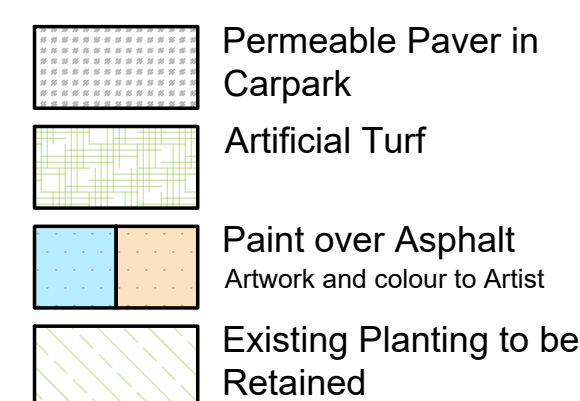 Permeable Paver in
Carpark
Artificial Turf
Paint over Asphalt
Artwork and colour to Artist
Existing Planting to be
Retained